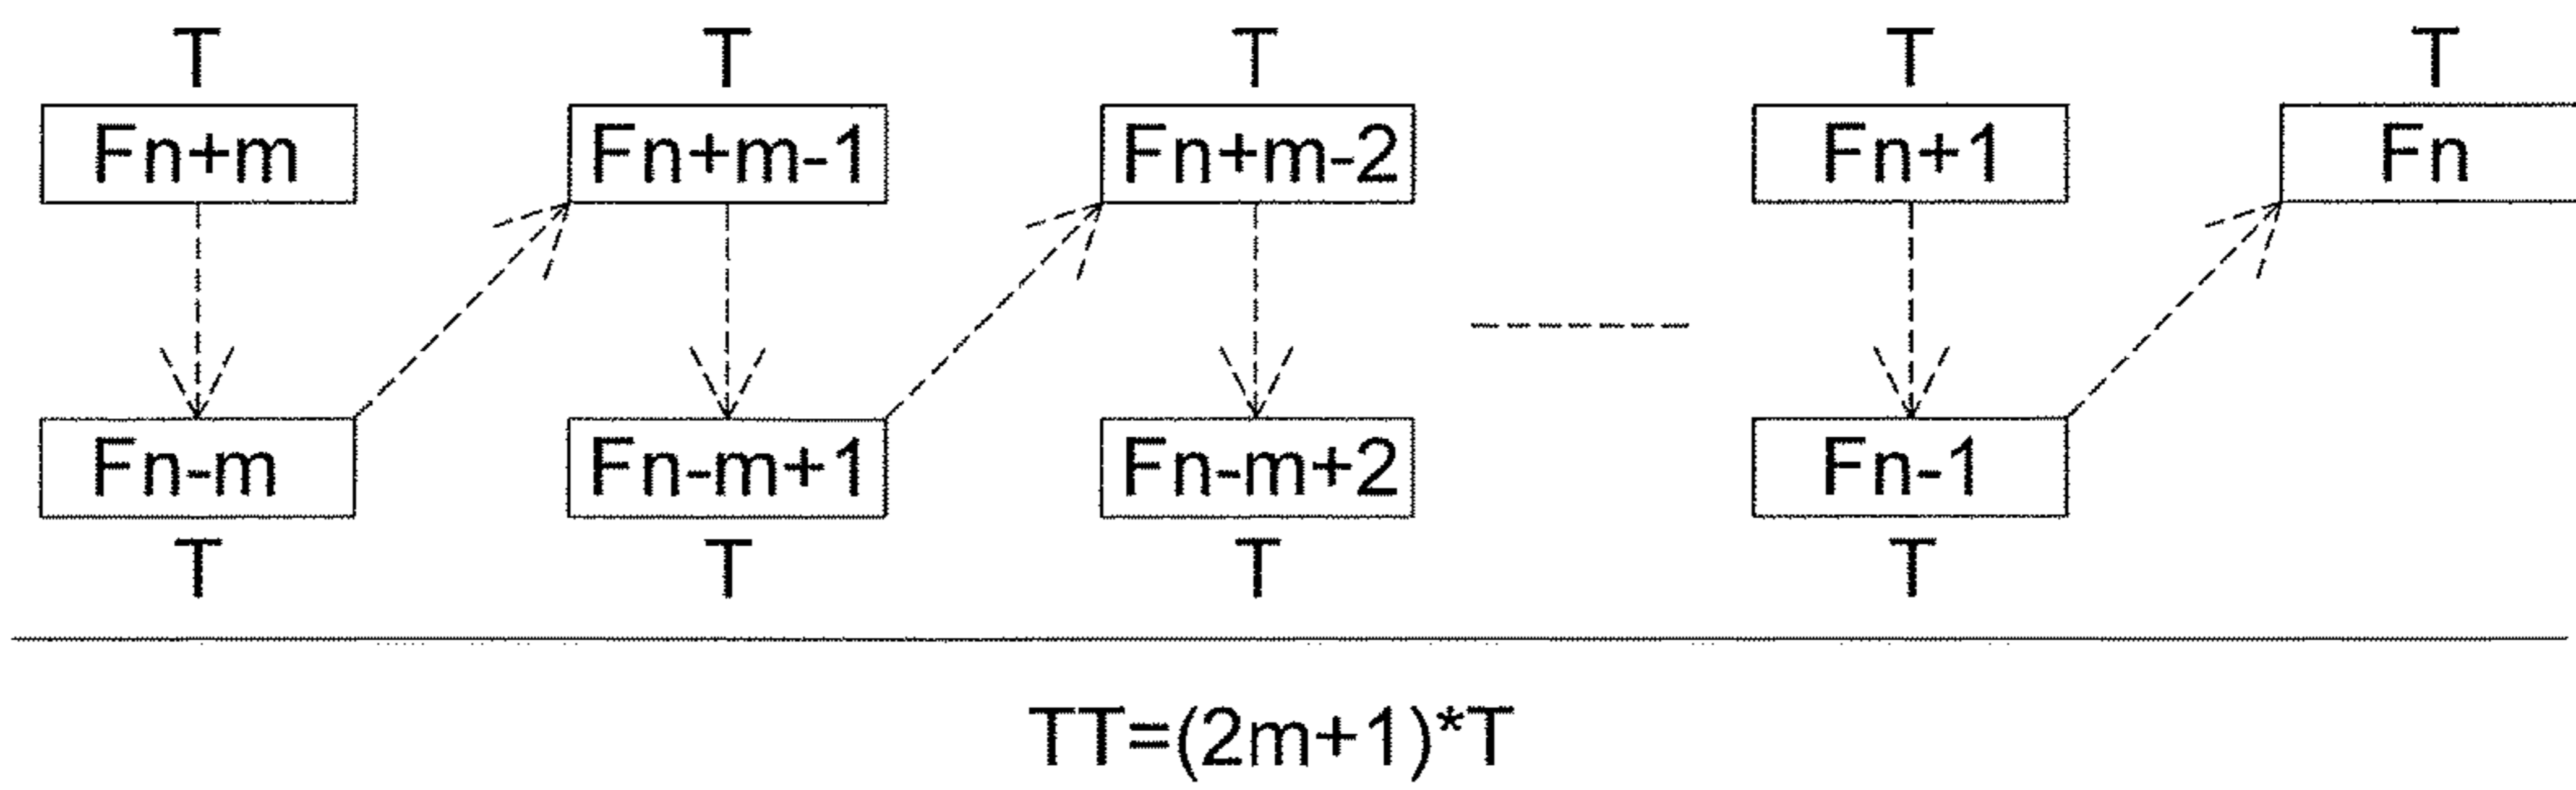 T T T T T
Fn+m Fn+m-1 Fn+m-2 Fn+1 Fn
Fn-m Fn-m+1 Fn-m+2 Fn-1
T T T T
TT=(2m+1)*T